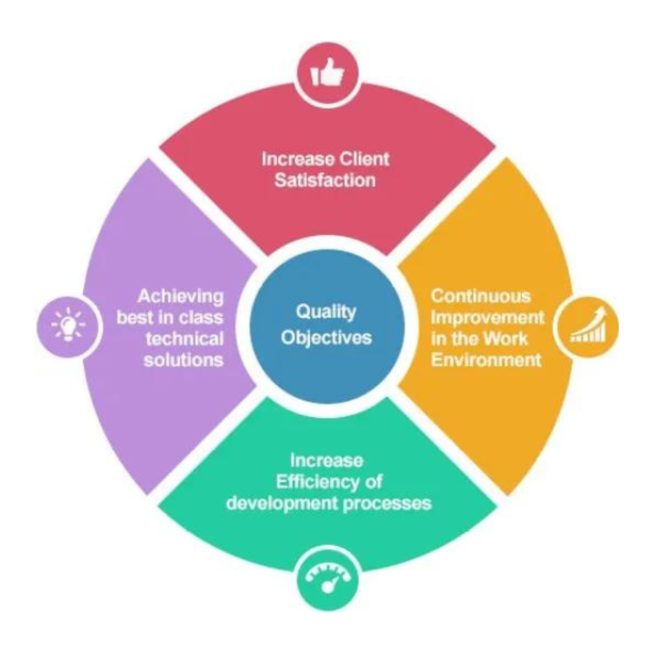 Increase Client
Satisfaction
Achieving
best in class
technical
solutions
Quality
Objectives
Continuous
Improvement
in the Work
Environment
Increase
Efficiency of
development processes